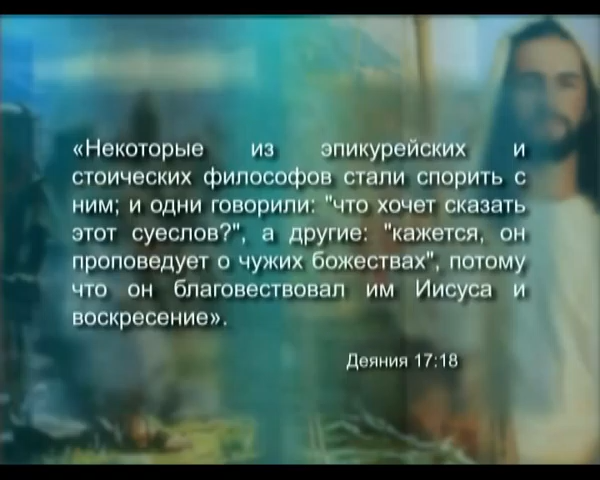 «Некоторые из эпикурейских и
стоических философов стали спорить с
ним; и одни говорили: "что хочет сказать
этот суеслов?", а другие: "кажется, он
проповедует о чужих божествах", потому
что он благовествовал им Иисуса и
воскресение».
Деяния 17:18